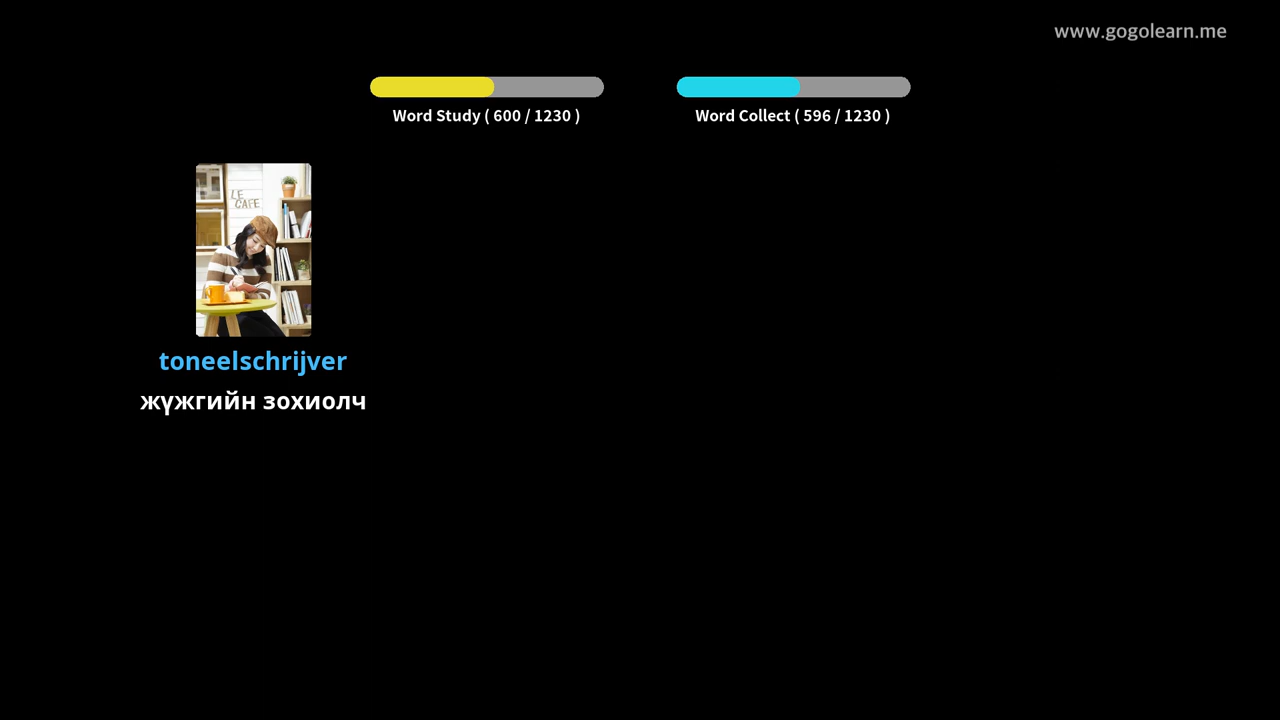 www.gogolearn.me
Word Study ( 600 / 1230 )
Word Collect ( 596 / 1230 )
LE
CAFE
toneelschrijver
жүжгийн зохиолч